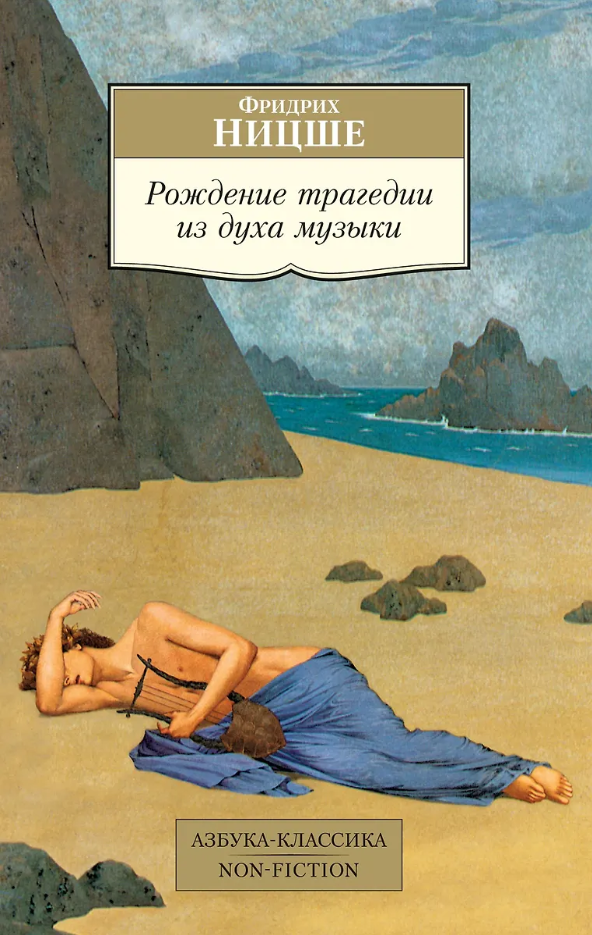 Фридрих
НИЦШЕ
Рождение трагедии
из духа музыки
АЗБУКА-КЛАССИКА
NON-FICTION